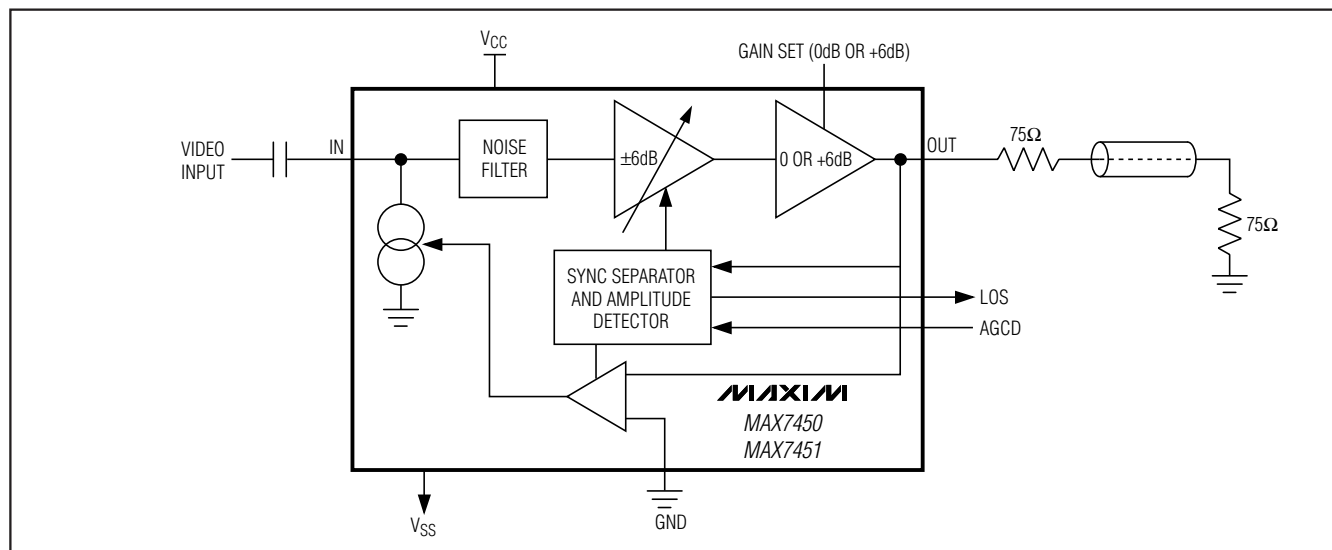 VCC
GAIN SET (0dB OR +6dB)
VIDEO
INPUT
IN
NOISE
FILTER
±6dB
0 OR +6dB
OUT
75Ω
75Ω
SYNC SEPARATOR
AND AMPLITUDE
DETECTOR
LOS
AGCD
MAXIM
MAX7450
MAX7451
VSS
GND